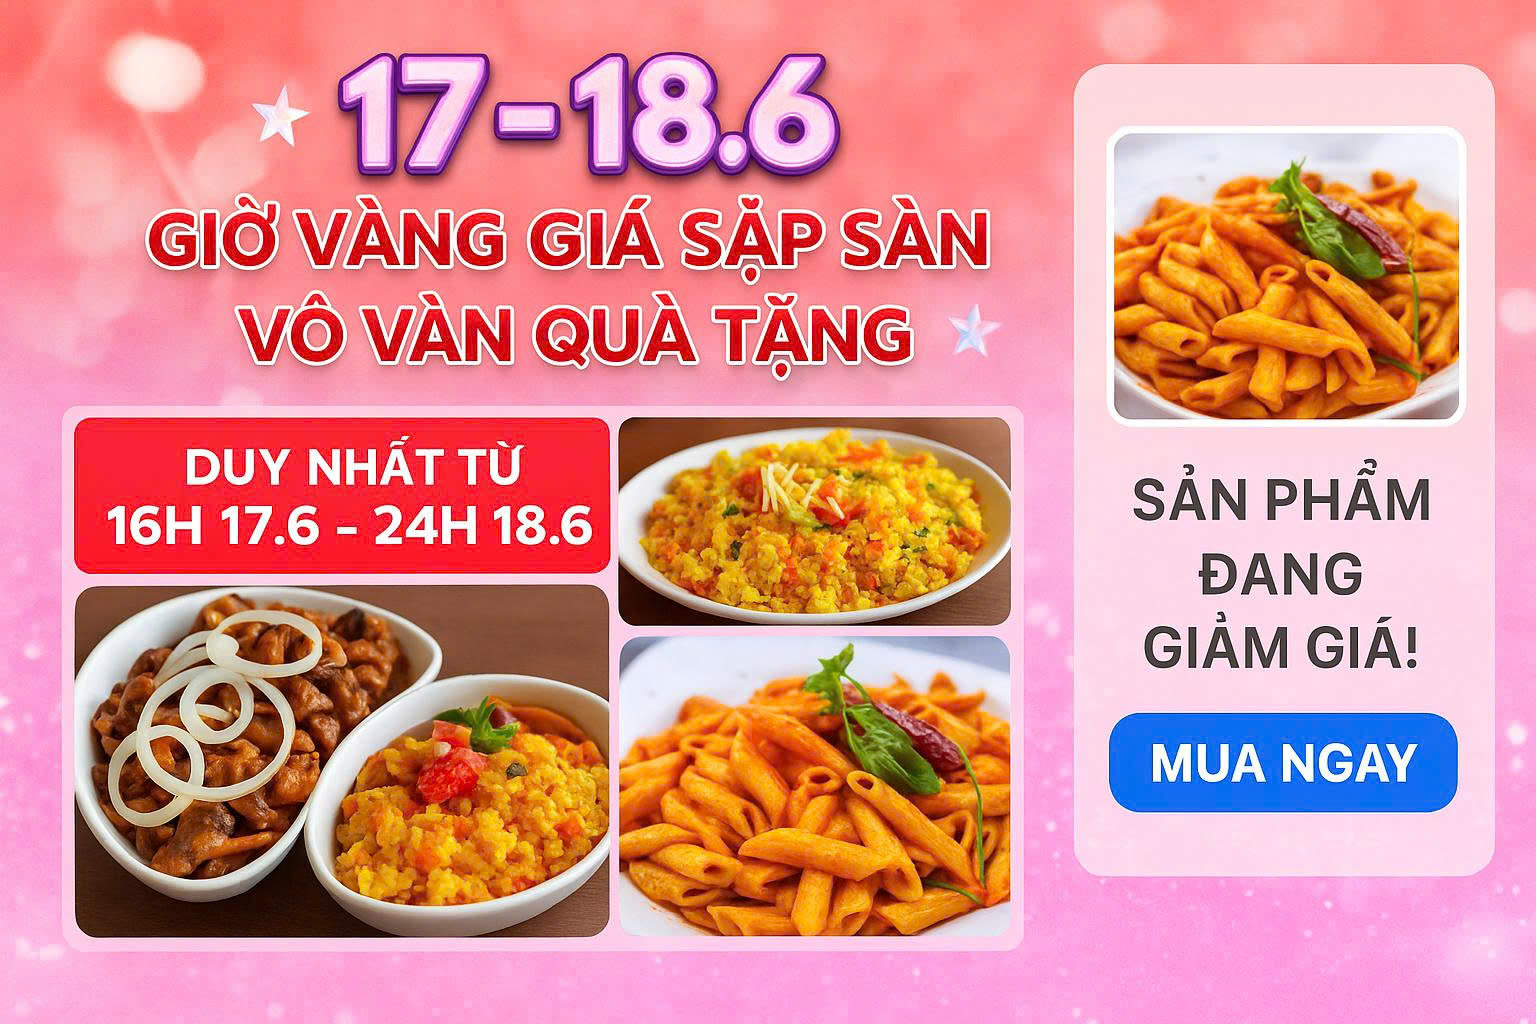 17-18.6
GIỜ VÀNG GIÁ SẬP SÀN
VÔ VÀN QUÀ TẶNG
DUY NHẤT TỪ
16H 17.6 - 24H 18.6
SẢN PHẨM
ĐANG
GIẢM GIÁ!
MUA NGAY